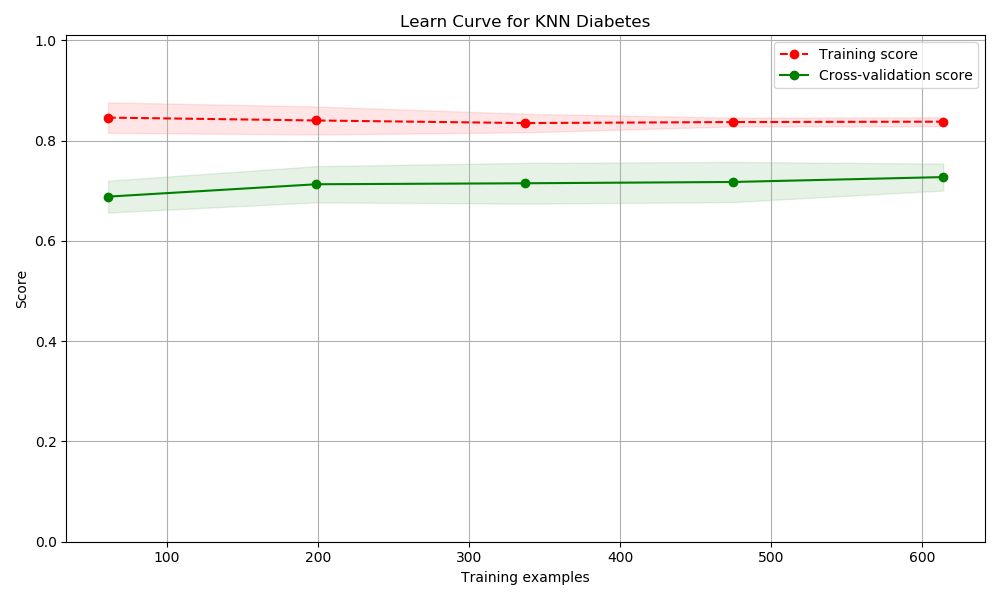 Learn Curve for KNN Diabetes
Training score
Cross-validation score
1.0
0.8
0.6
0.4
0.2
0.0
Score
100 200 300 400 500 600
Training examples